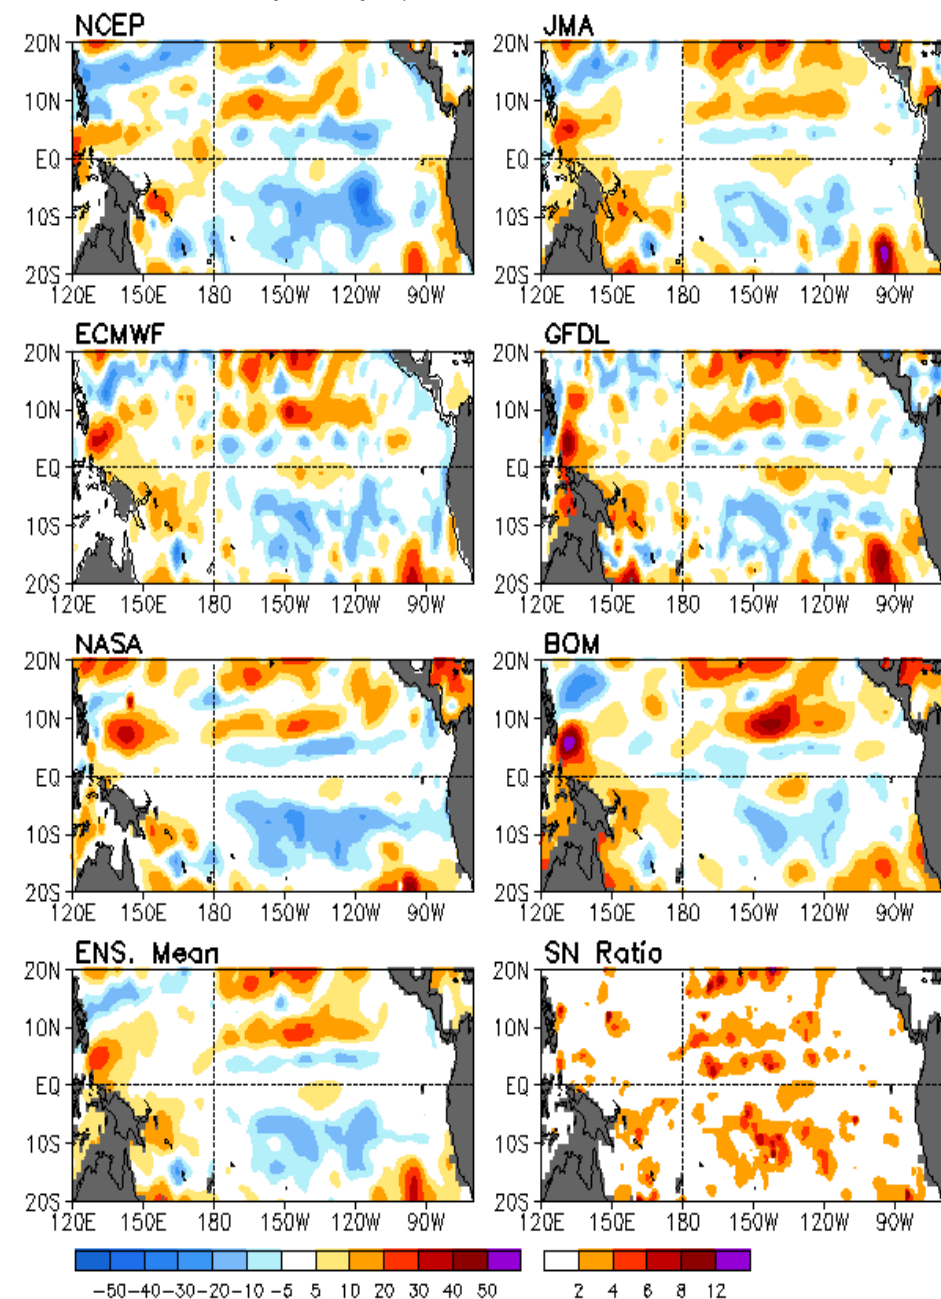 NCEP JMA
20N 20N
10N 10N
EQ EQ
10S 10S
20S 20S
120E 150E 180 150W 120W 90W 120E 150E 180 150W 120W 90W
ECMWF GFDL
20N 20N
10N 10N
EQ EQ
10S 10S
20S 20S
120E 150E 180 150W 120W 90W 120E 150E 180 150W 120W 90W
NASA BOM
20N 20N
10N 10N
EQ EQ
10S 10S
20S 20S
120E 150E 180 150W 120W 90W 120E 150E 180 150W 120W 90W
ENS. Mean SN Ratio
20N 20N
10N 10N
EQ EQ
10S 10S
20S 20S
120E 150E 180 150W 120W 90W 120E 150E 180 150W 120W 90W
-50 -40 -30 -20 -10 -5 5 10 20 30 40 50 2 4 6 8 12